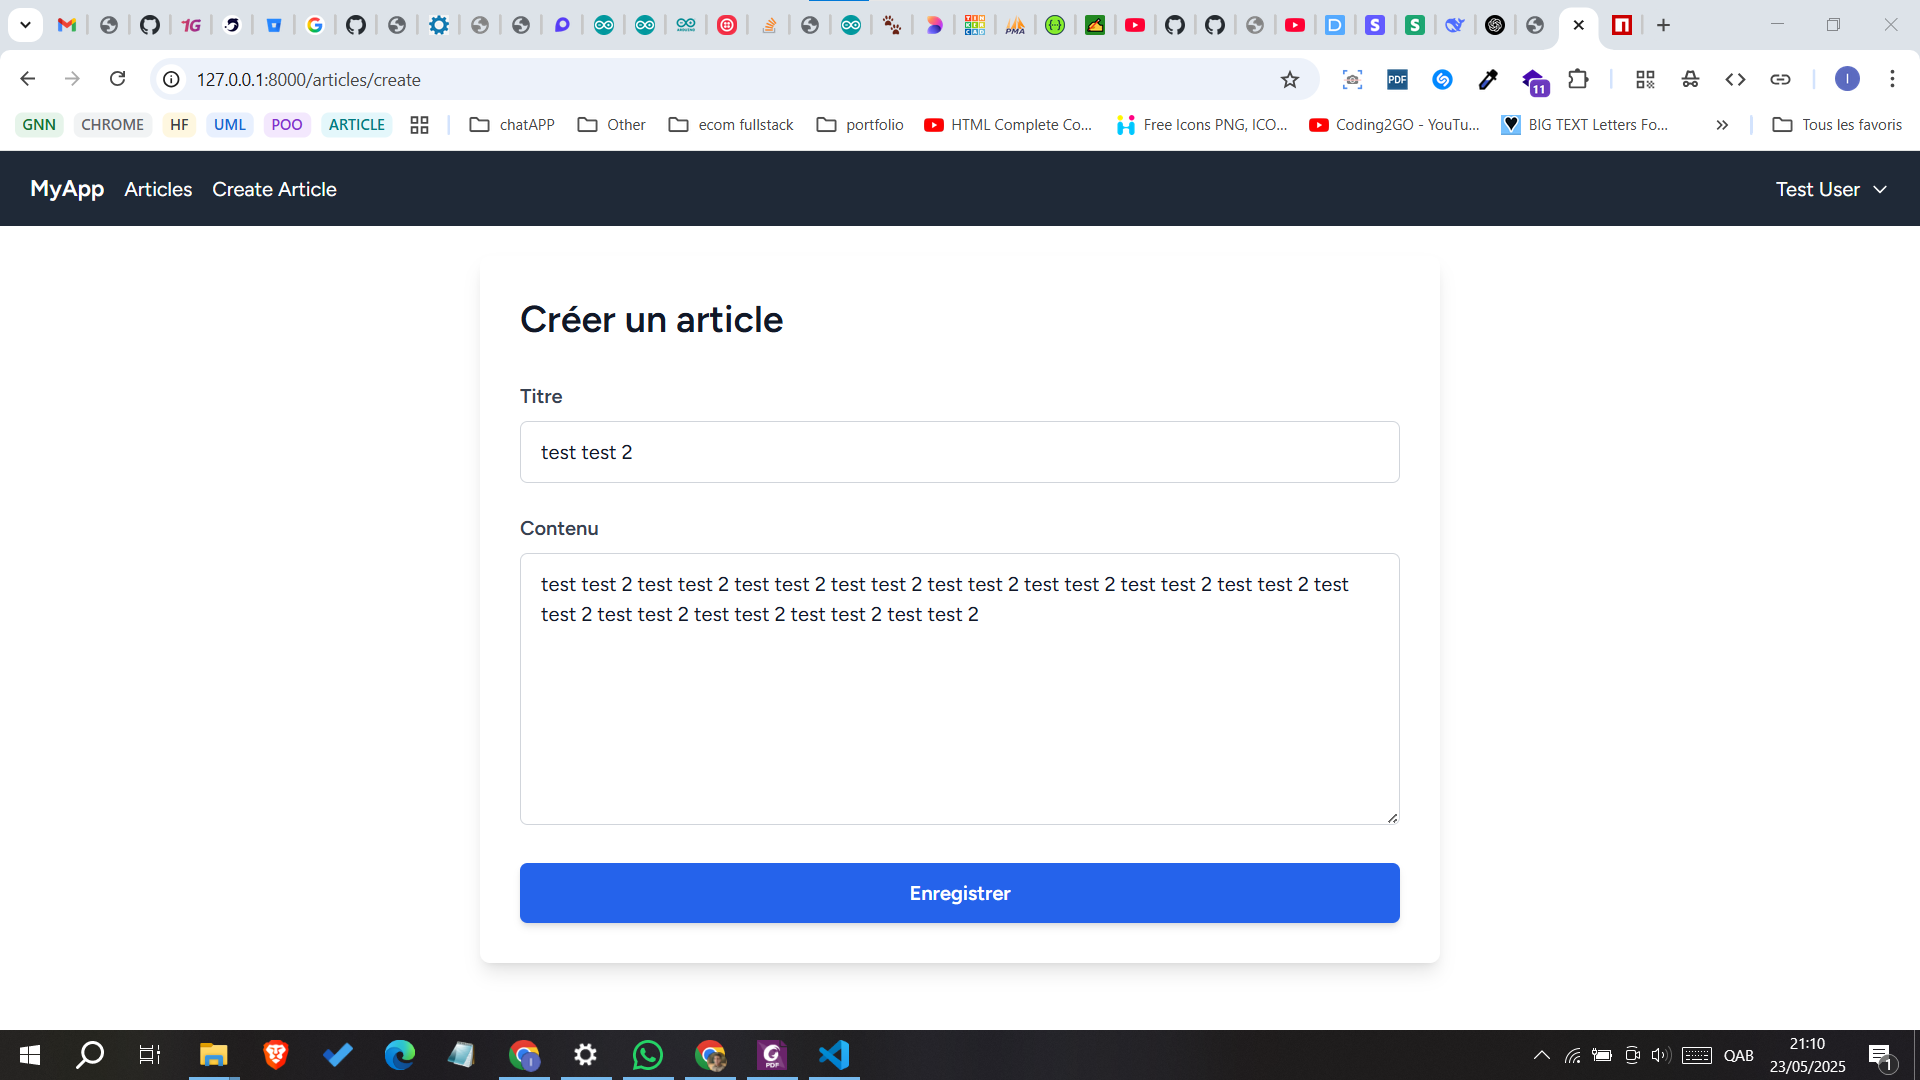 127.0.0.1:8000/articles/create
11
I
GNN CHROME HF UML POO ARTICLE chatAPP Other ecom fullstack portfolio HTML Complete Co... Free Icons PNG, ICO... Coding2GO - YouTu... BIG TEXT Letters Fo... Tous les favoris
MyApp Articles Create Article Test User
Créer un article
Titre
test test 2
Contenu
test test 2 test test 2 test test 2 test test 2 test test 2 test test 2 test test 2 test test 2 test
test 2 test test 2 test test 2 test test 2 test test 2
Enregistrer
QAB
21:10
23/05/2025
1